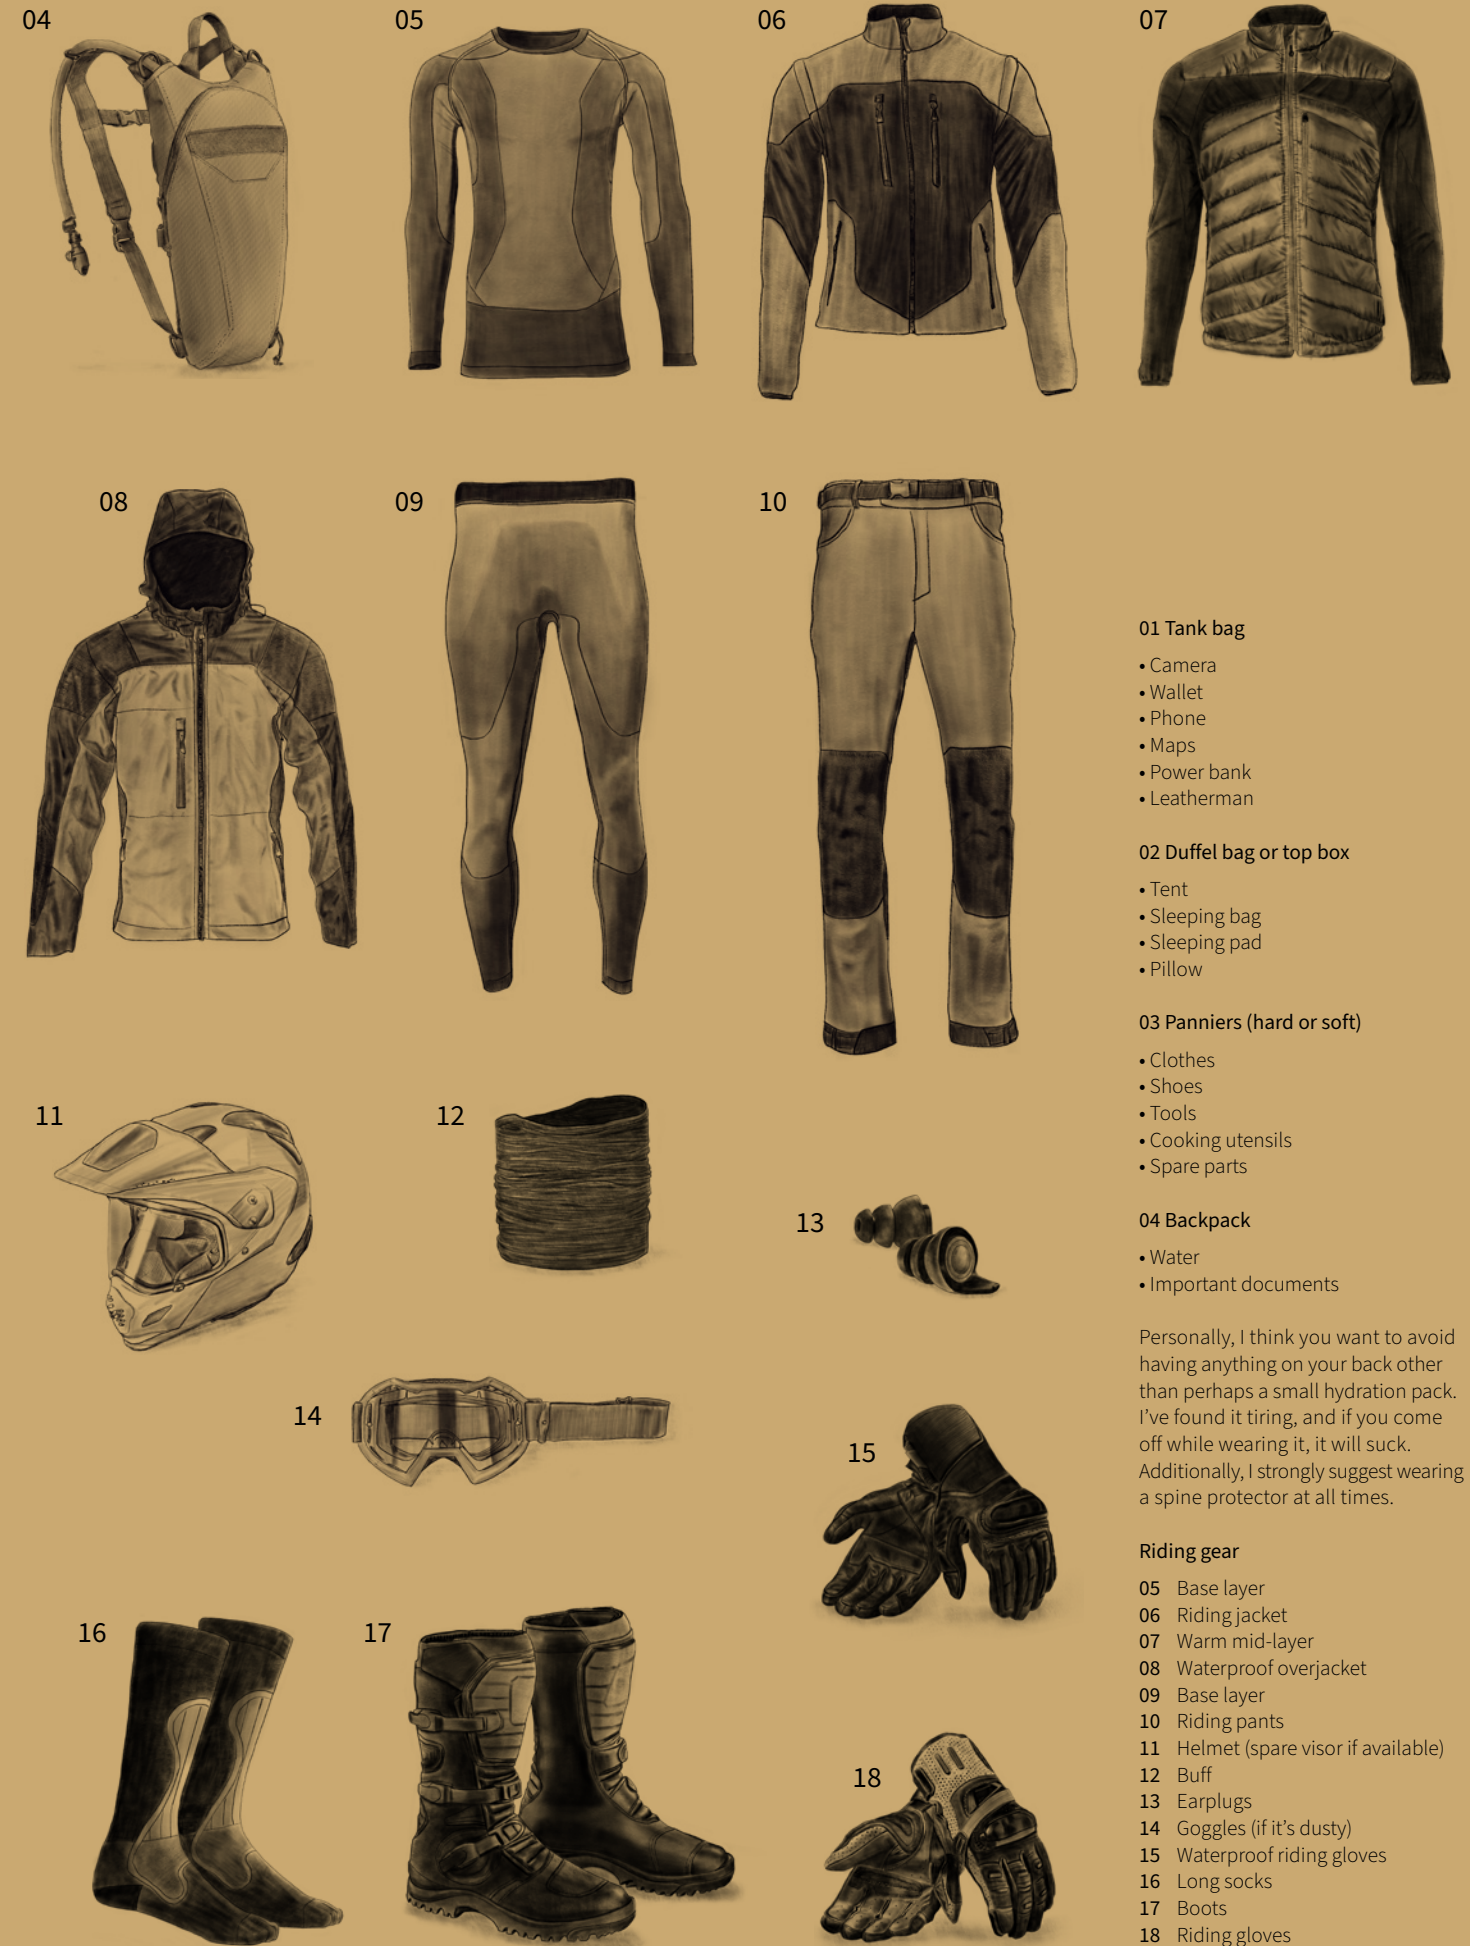 04
05
06
07
08
09
10
11
12
13
14
15
16
17
18
01 Tank bag
• Camera
• Wallet
• Phone
• Maps
• Power bank
• Leatherman
02 Duffel bag or top box
• Tent
• Sleeping bag
• Sleeping pad
• Pillow
03 Panniers (hard or soft)
• Clothes
• Shoes
• Tools
• Cooking utensils
• Spare parts
04 Backpack
• Water
• Important documents
Personally, I think you want to avoid
having anything on your back other
than perhaps a small hydration pack.
I’ve found it tiring, and if you come
off while wearing it, it will suck.
Additionally, I strongly suggest wearing
a spine protector at all times.
Riding gear
05 Base layer
06 Riding jacket
07 Warm mid-layer
08 Waterproof overjacket
09 Base layer
10 Riding pants
11 Helmet (spare visor if available)
12 Buff
13 Earplugs
14 Goggles (if it’s dusty)
15 Waterproof riding gloves
16 Long socks
17 Boots
18 Riding gloves